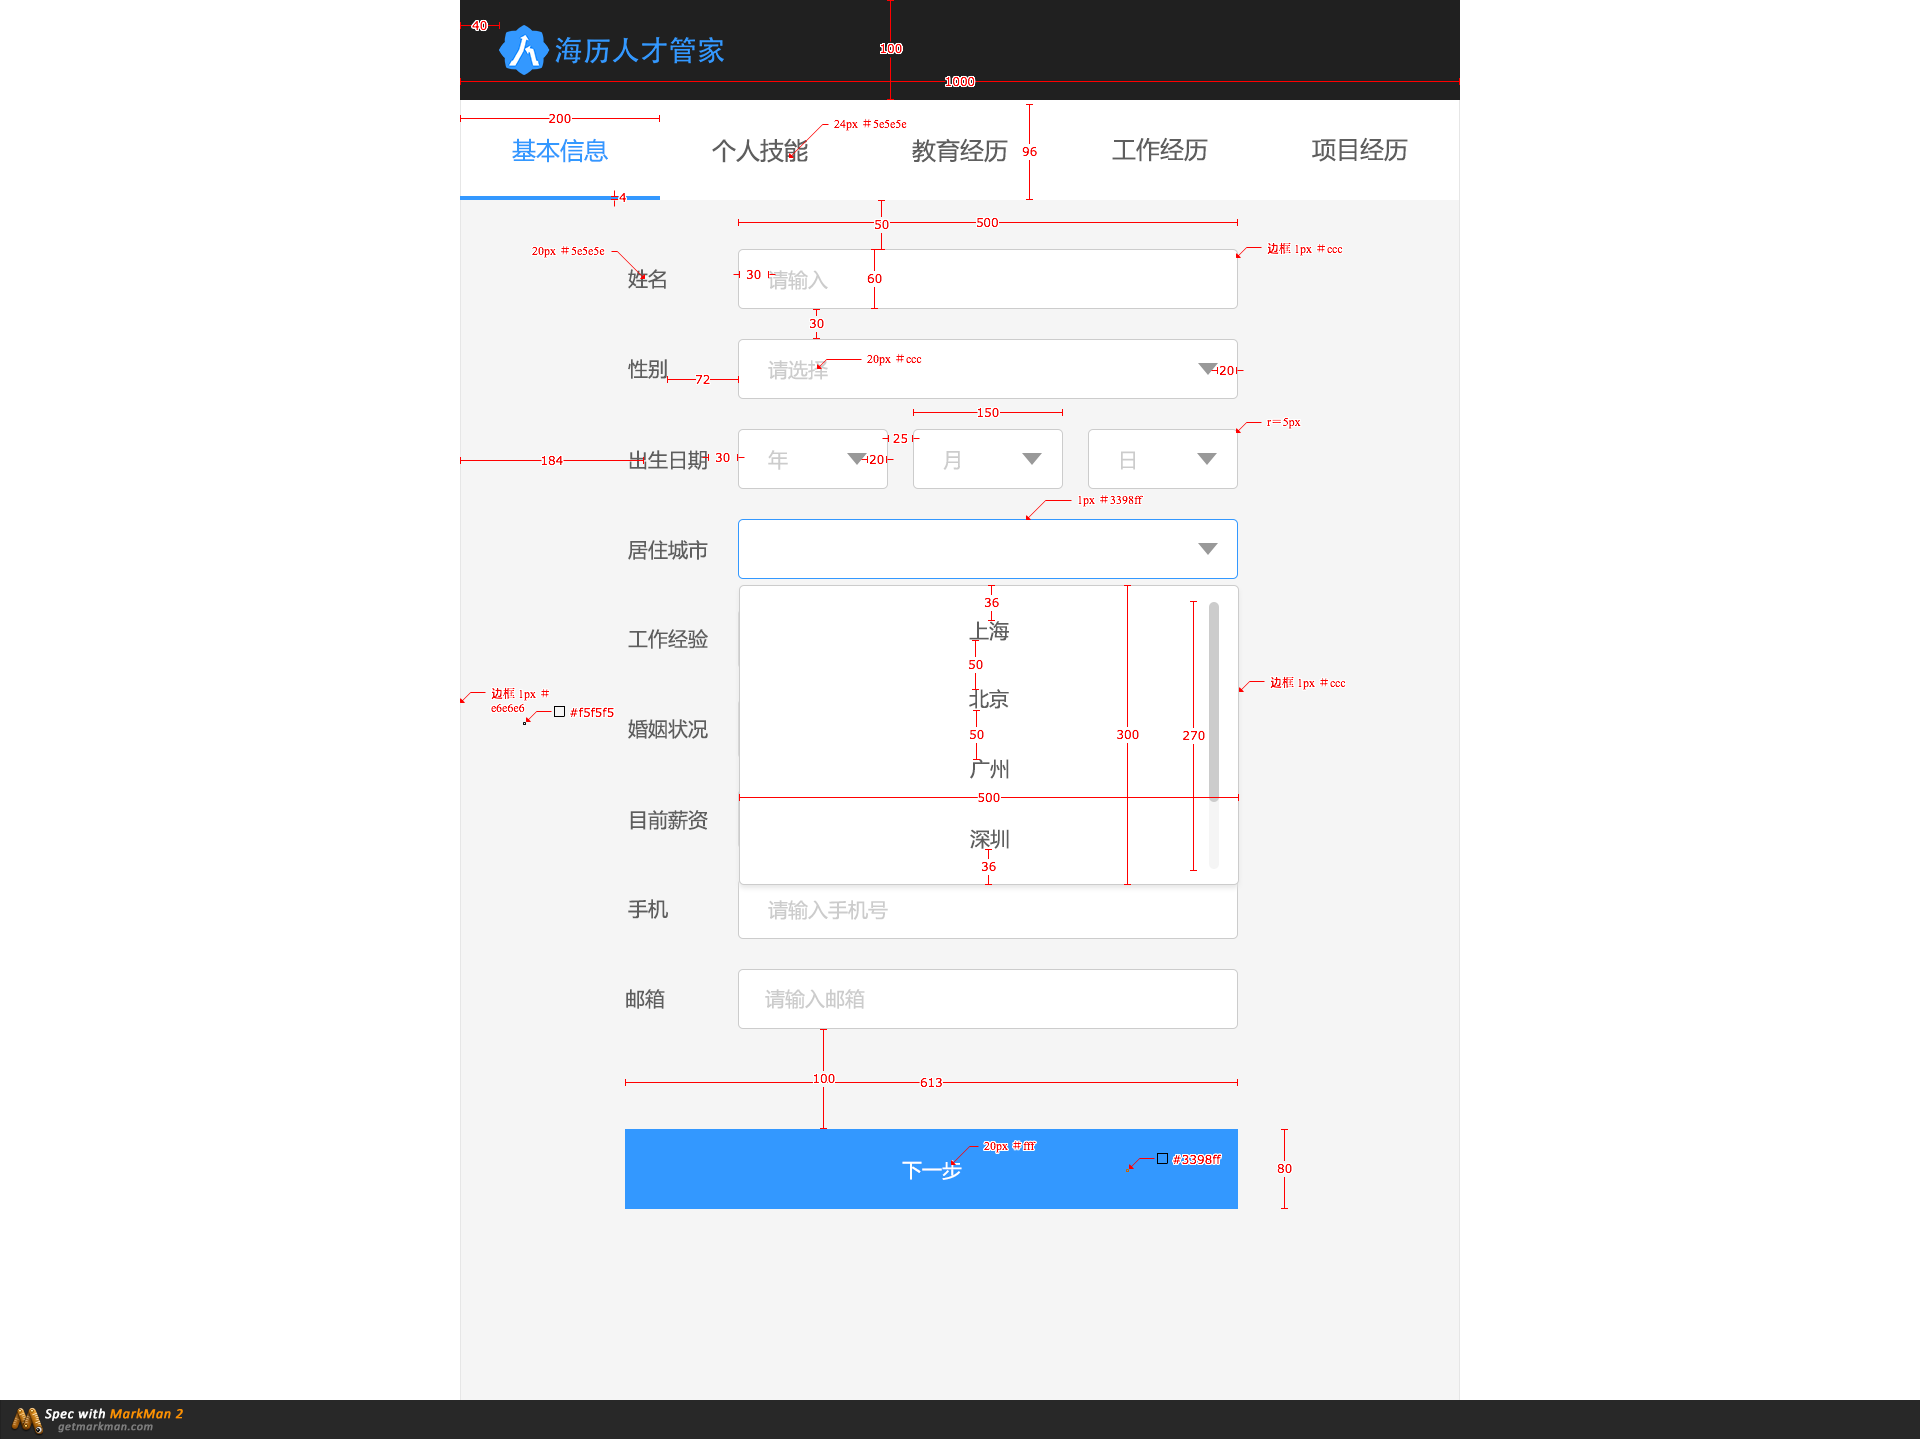 40
海历人才管家
100
1000
200
24px #5e5e5e
基本信息
个人技能
教育经历
96
工作经历
项目经历
4
50
500
20px #5e5e5e
边框 1px #ccc
姓名
30
请输入
60
30
性别
请选择
20px #ccc
20
72
150
25
r=5px
184
出生日期
30
年
20
月
日
1px #3398ff
居住城市
36
上海
工作经验
50
北京
边框 1px #ccc
边框 1px #
e6e6e6
#f5f5f5
婚姻状况
50
300
270
广州
500
目前薪资
深圳
36
手机
请输入手机号
邮箱
请输入邮箱
100
613
20px #fff
下一步
#3398ff
80
Spec with MarkMan 2
getmarkman.com